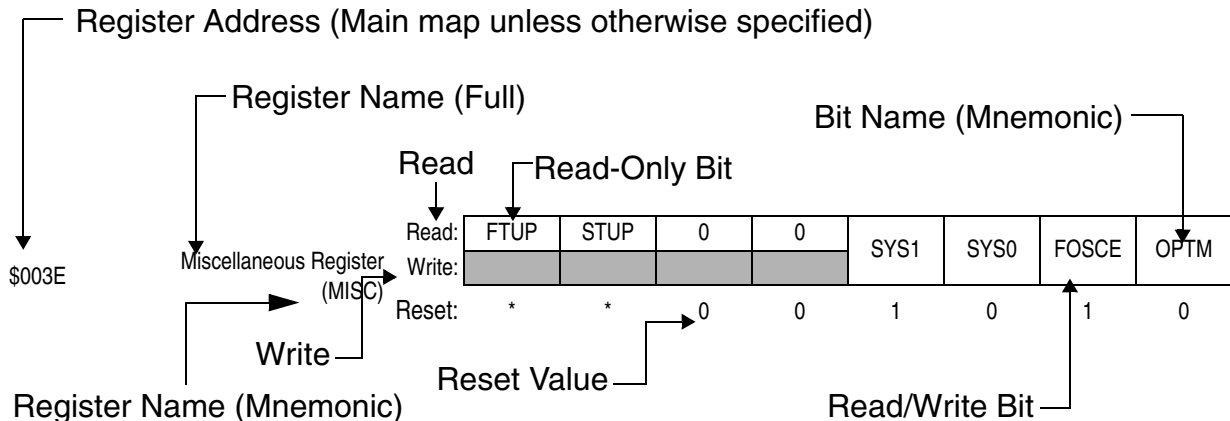 Register Address (Main map unless otherwise specified)
Register Name (Full)
Bit Name (Mnemonic)
Read
Read-Only Bit
Read: FTUP STUP 0 0 SYS1 SYS0 FOSCE OPTM
$003E Miscellaneous Register
(MISC)
Write:
Reset: * * 0 0 1 0 1 0
Write
Reset Value
Register Name (Mnemonic)
Read/Write Bit